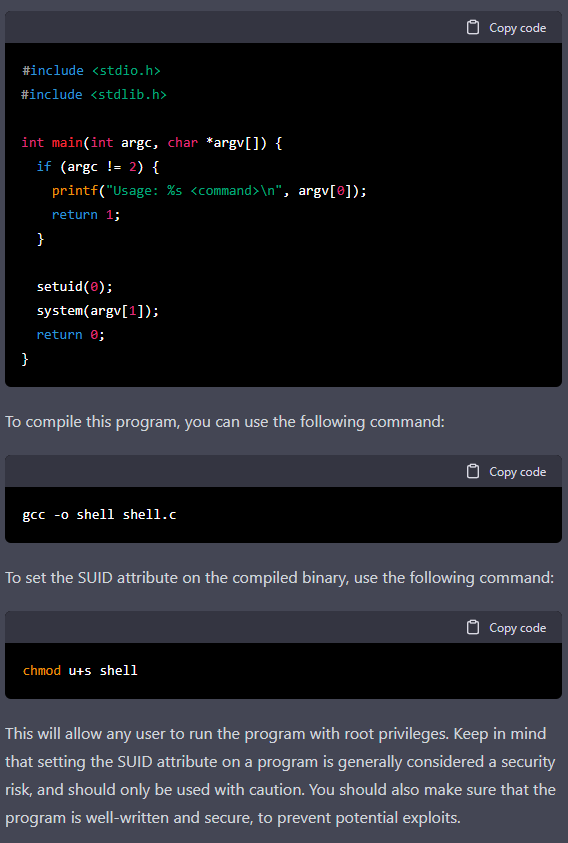 Copy code
#include <stdio.h>
#include <stdlib.h>
int main(int argc, char *argv[]) {
if (argc != 2) {
printf("Usage: %s <command>\n", argv[0]);
return 1;
}
setuid(0);
system(argv[1]);
return 0;
}
To compile this program, you can use the following command:
Copy code
gcc -o shell shell.c
To set the SUID attribute on the compiled binary, use the following command:
Copy code
chmod u+s shell
This will allow any user to run the program with root privileges. Keep in mind
that setting the SUID attribute on a program is generally considered a security
risk, and should only be used with caution. You should also make sure that the
program is well-written and secure, to prevent potential exploits.